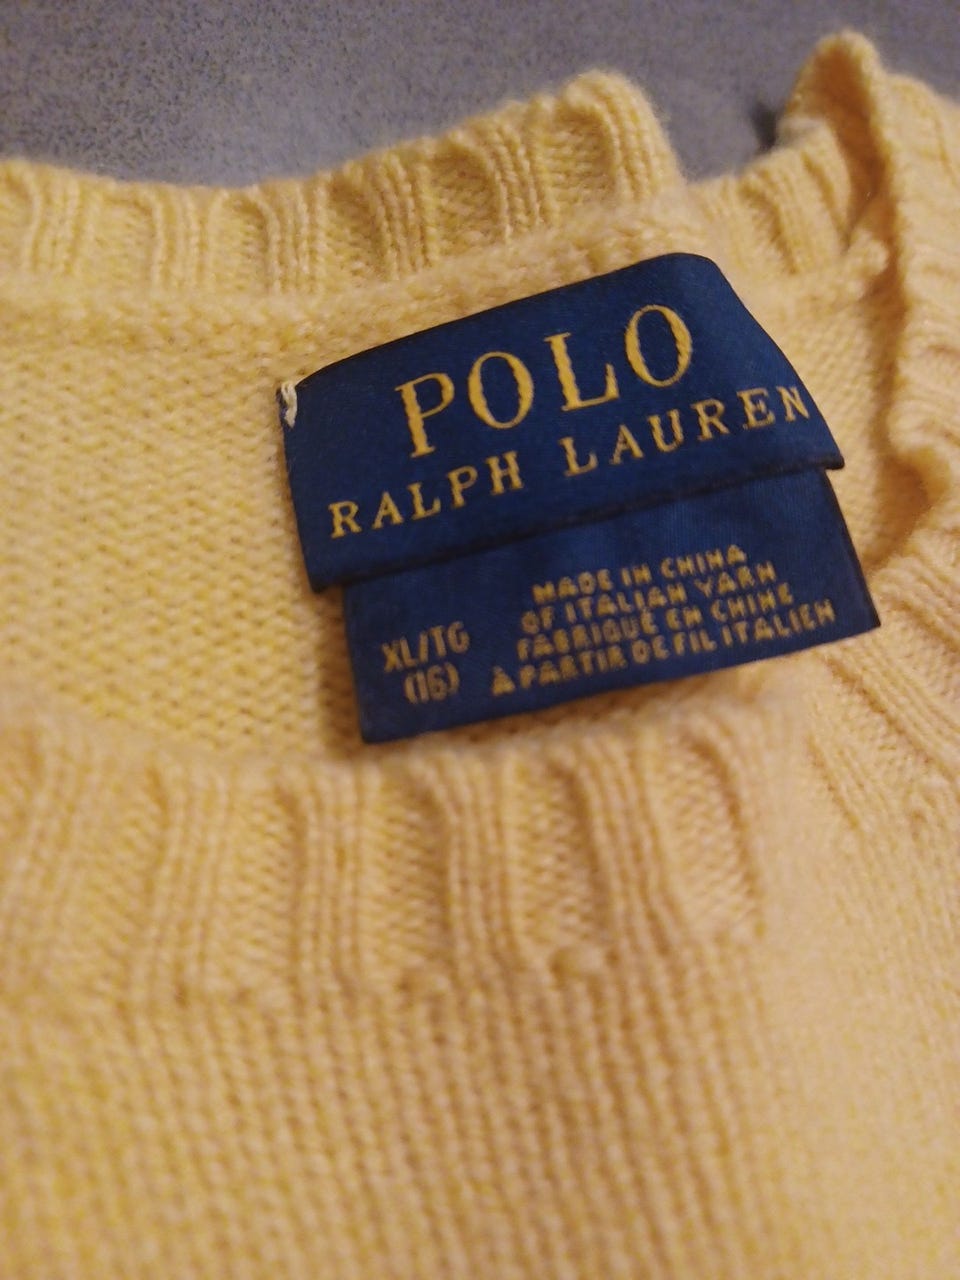 POLO
RALPH LAUREN
XL/TG
(16)
MADE IN CHINA
OF ITALIAN YARN
FABRIQUÉ EN CHINE
À PARTIR DE FIL ITALIEN